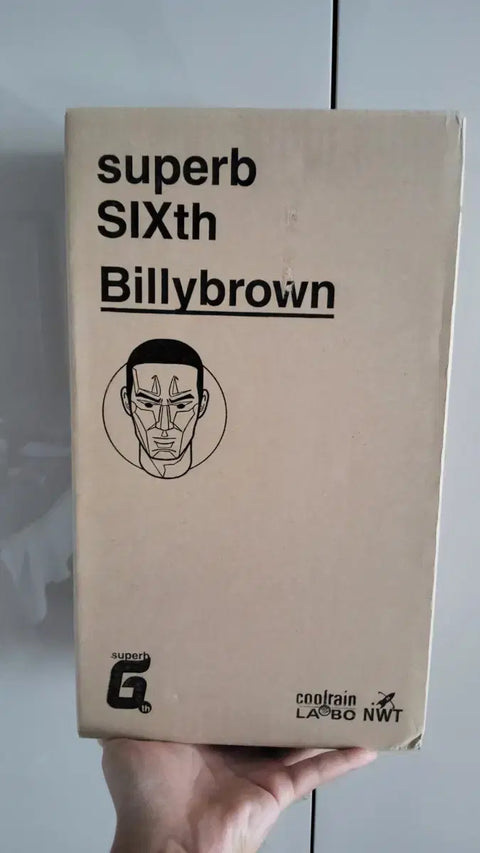 superb
SIXth
Billybrown
superb
6
th
coolrain
LABO NWT